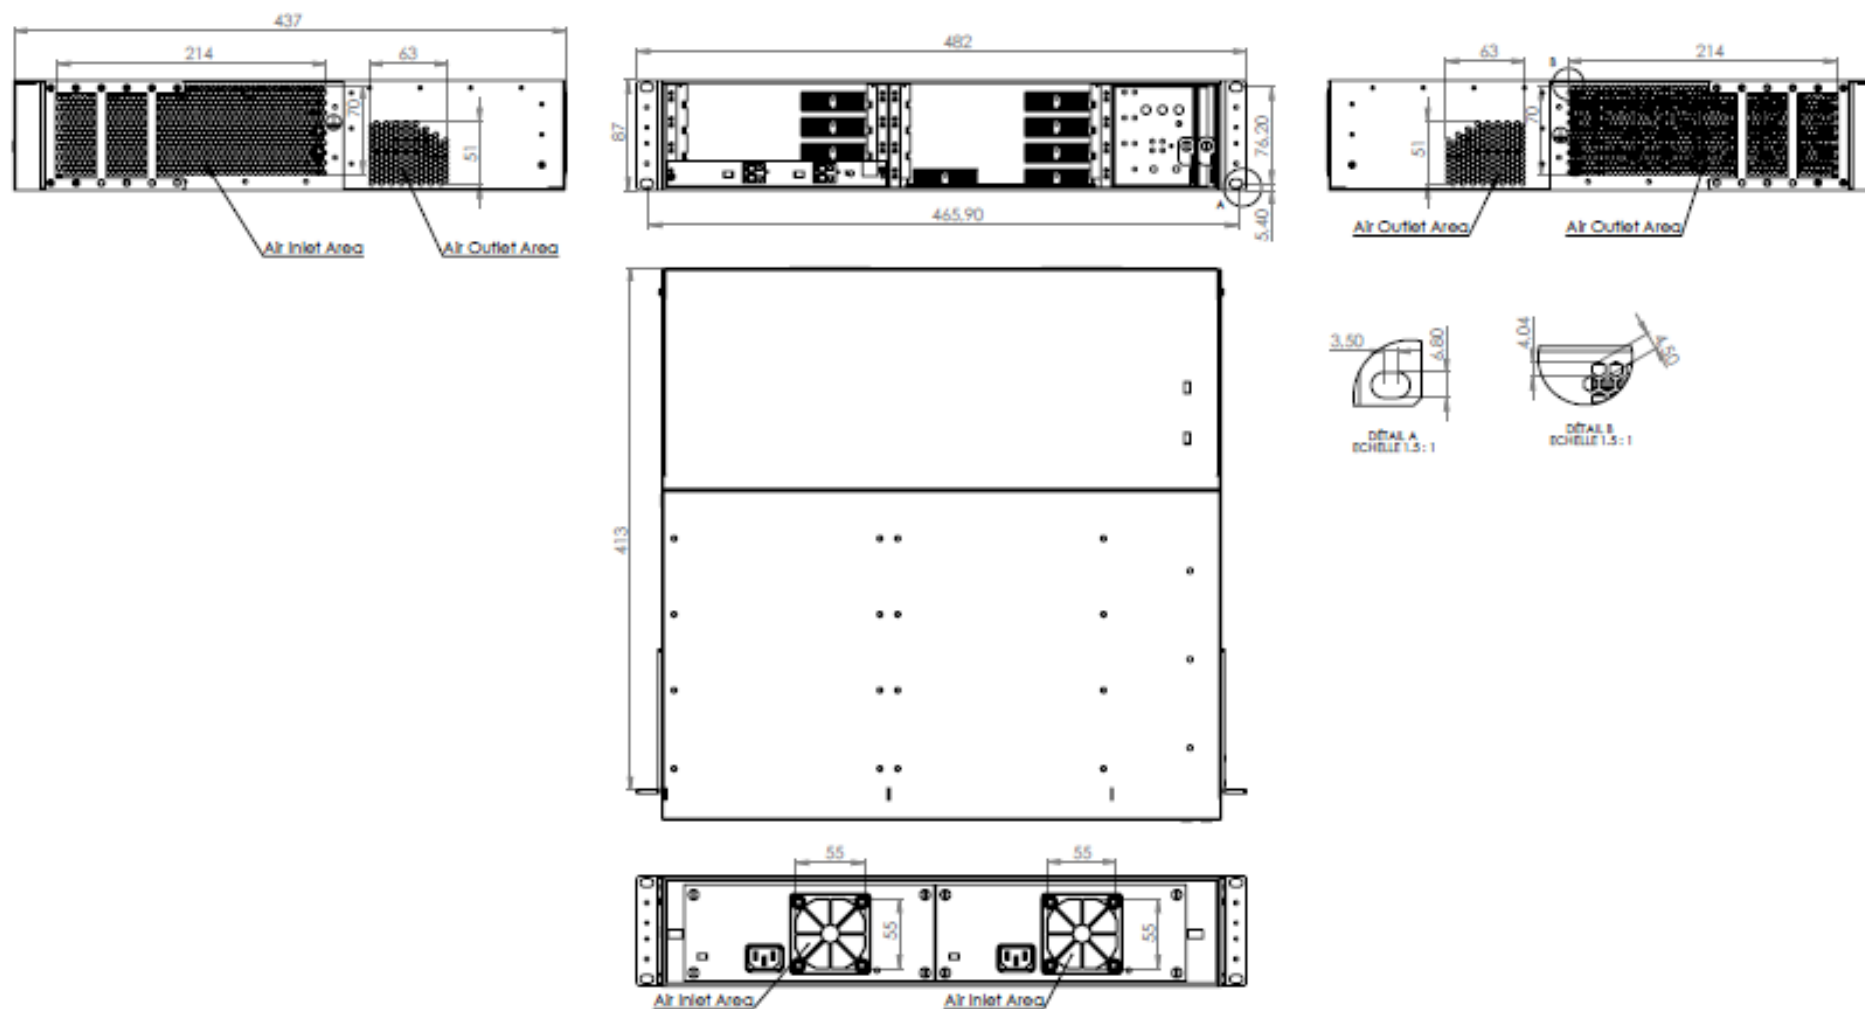 437
214
63
70
51
Air Inlet Area
Air Outlet Area
482
87
76,20
465,90
5,40
A
63
B
214
51
70
Air Outlet Area
Air Outlet Area
413
3,50
6,80
DÉTAIL A
ECHELLE 1.5 : 1
4,04
4,50
DÉTAIL B
ECHELLE 1.5 : 1
55
55
55
55
Air Inlet Area
Air Inlet Area